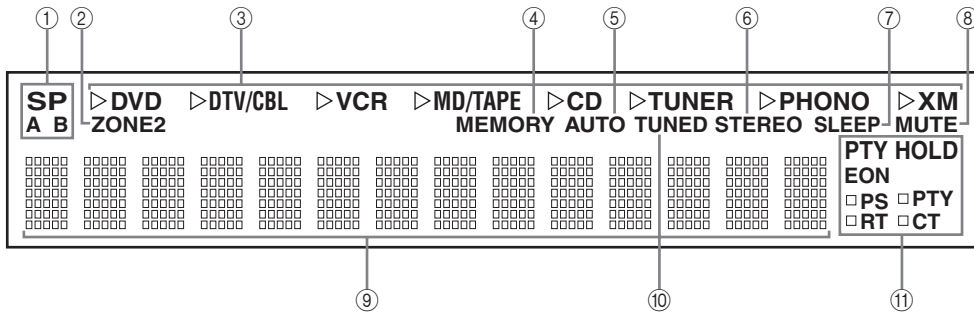 ① ② ③ ④ ⑤ ⑥ ⑦ ⑧
SP ▷DVD ▷DTV/CBL ▷VCR ▷MD/TAPE ▷CD ▷TUNER ▷PHONO ▷XM
A B ZONE2 MEMORY AUTO TUNED STEREO SLEEP MUTE
PTY HOLD
EON
□PS □PTY
□RT □CT
⑨ ⑩ ⑪